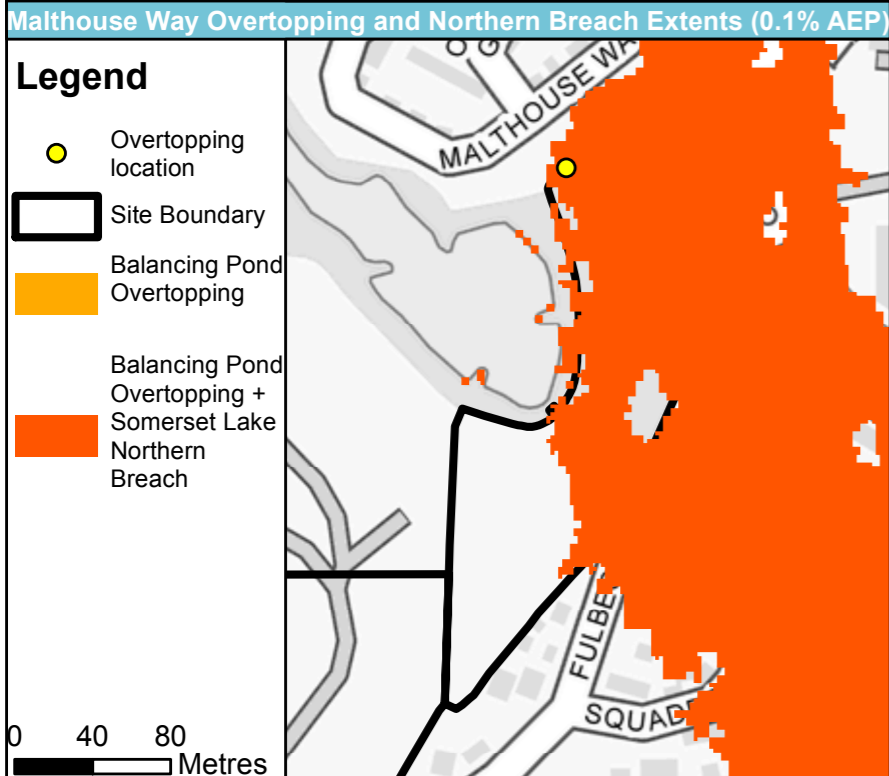 Malthouse Way Overtopping and Northern Breach Extents (0.1% AEP)
Legend
Overtopping
location
Site Boundary
Balancing Pond
Overtopping
Balancing Pond
Overtopping +
Somerset Lake
Northern
Breach
0 40 80
Metres
MALTHOUSE WA
FULBE
SQUAD